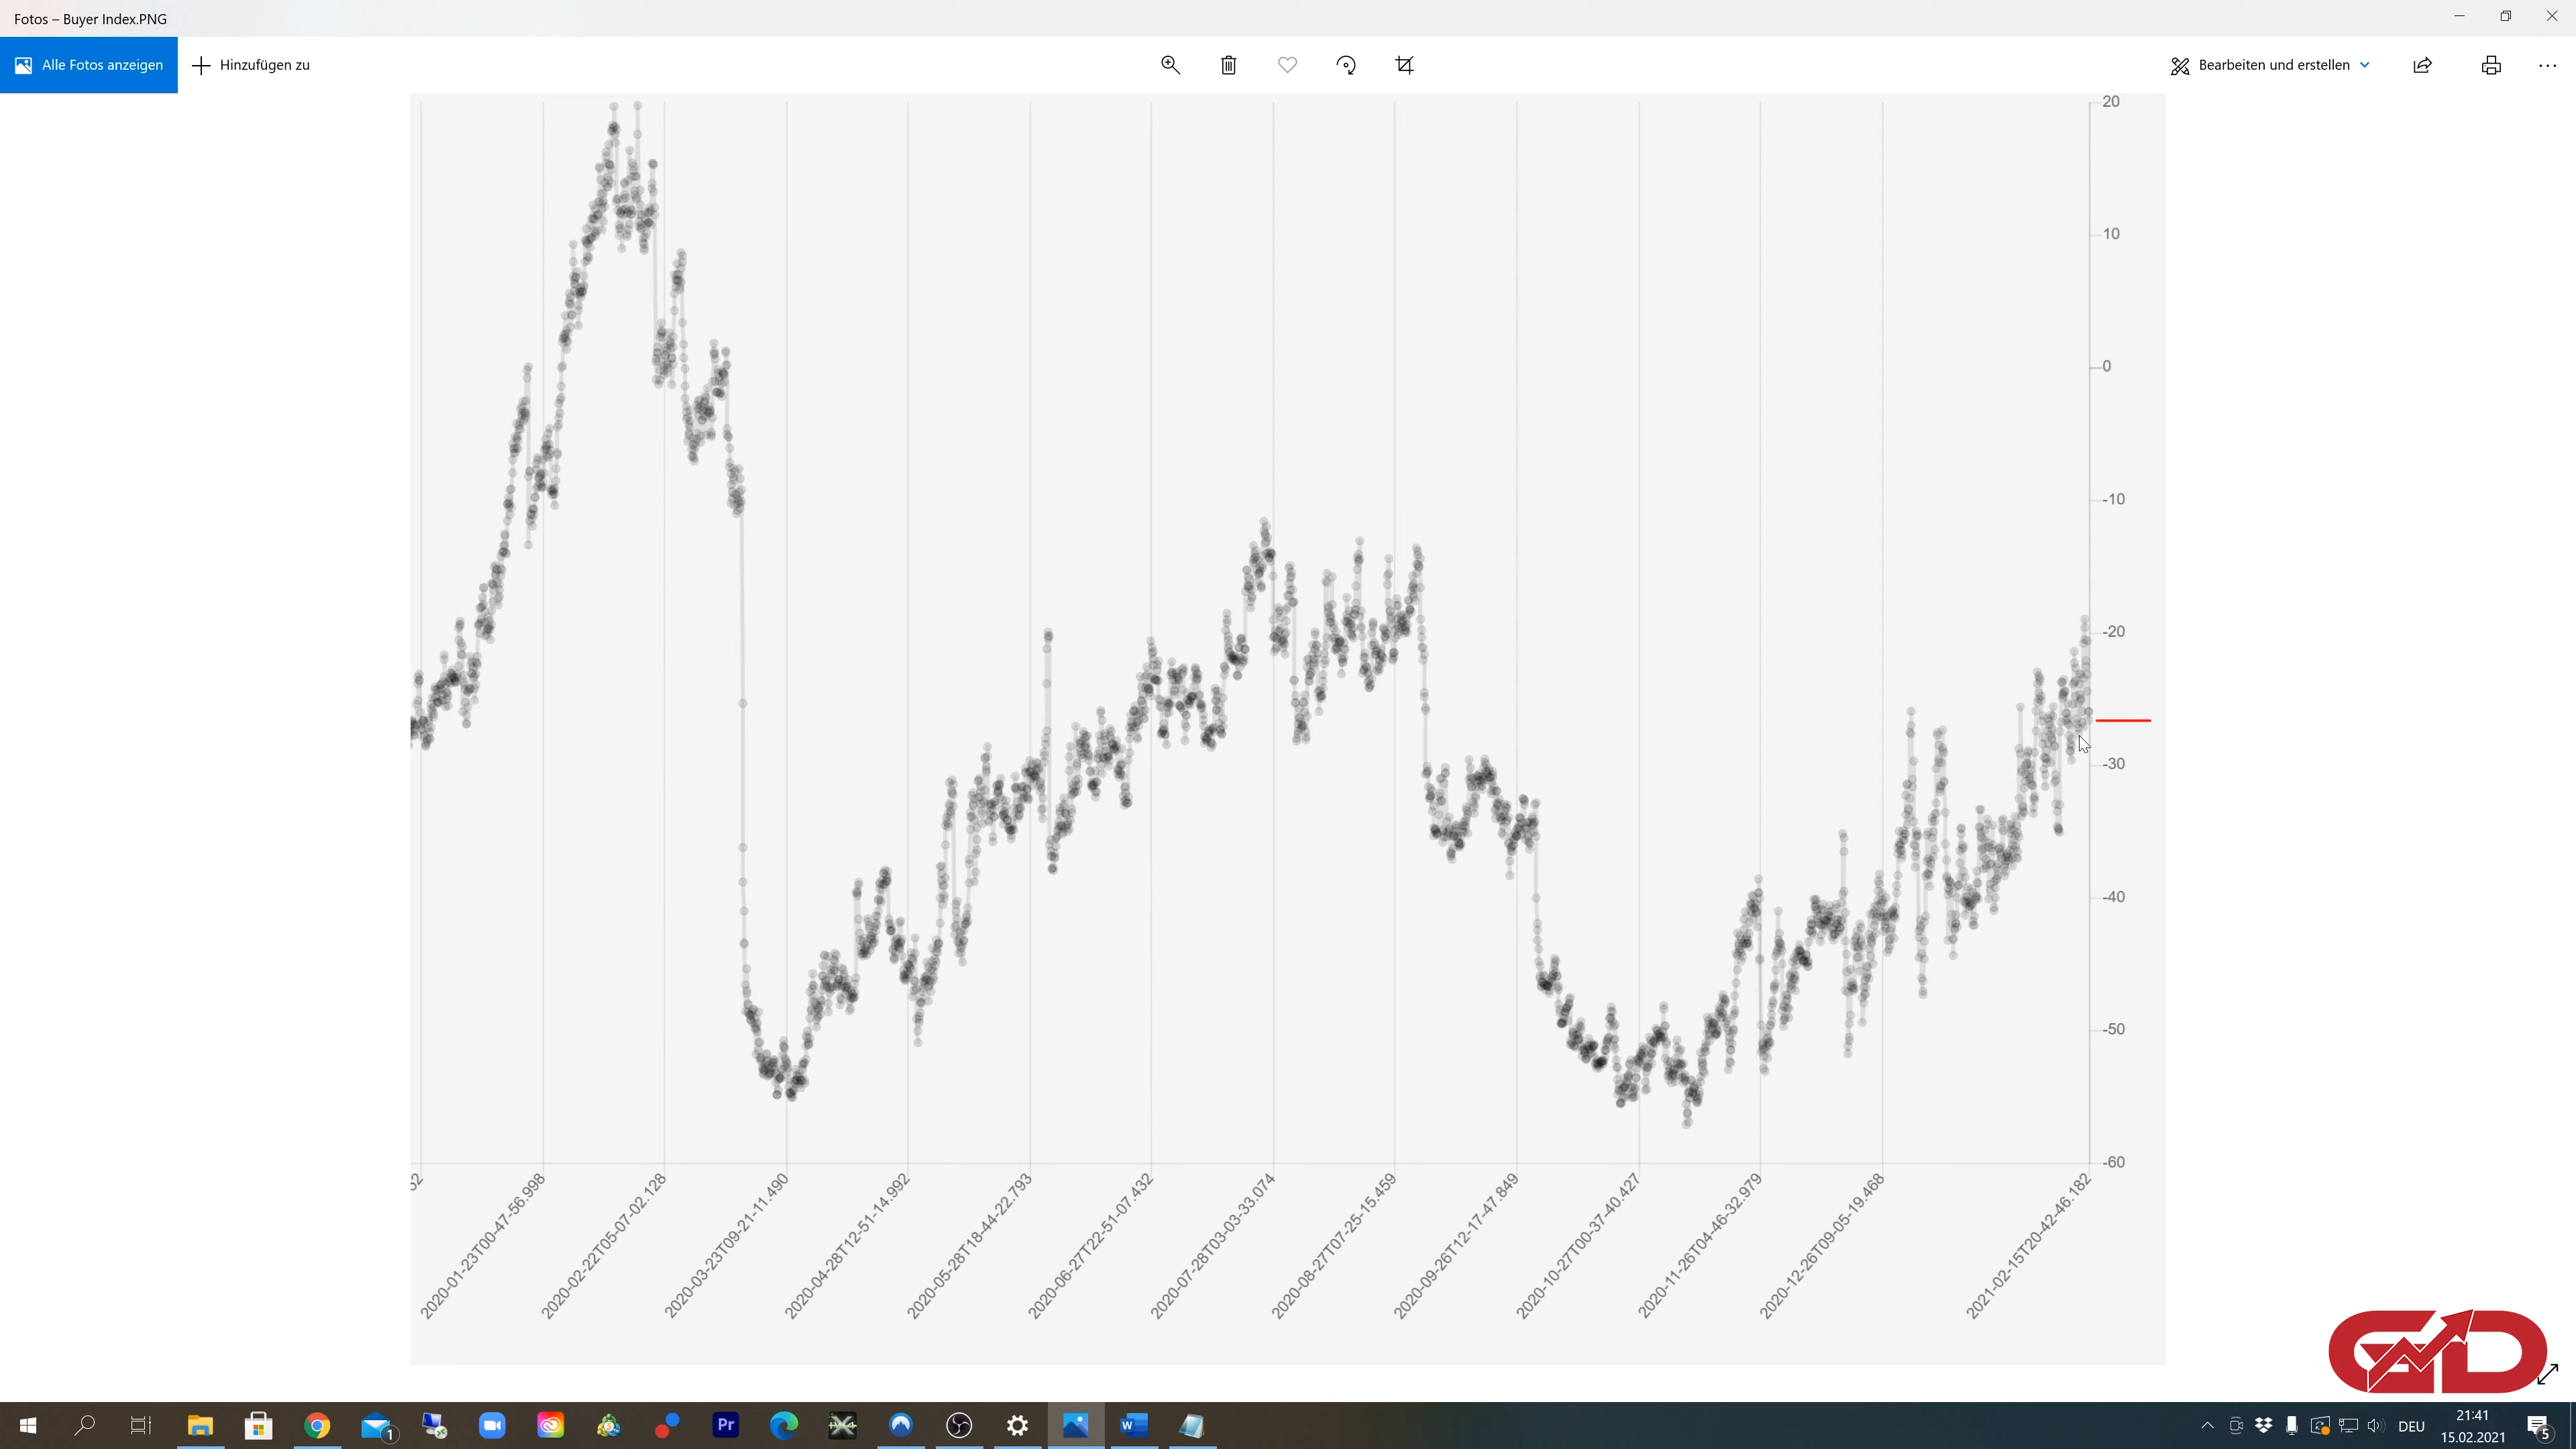 Fotos – Buyer Index.PNG
Alle Fotos anzeigen
Hinzufügen zu
Bearbeiten und erstellen
20
10
0
-10
-20
-30
-40
-50
-60
52
2020-01-23T00-47-56.998
2020-02-22T05-07-02.128
2020-03-23T09-21-11.490
2020-04-28T12-51-14.992
2020-05-28T18-44-22.793
2020-06-27T22-51-07.432
2020-07-28T03-03-33.074
2020-08-27T07-25-15.459
2020-09-26T12-17-47.849
2020-10-27T00-37-40.427
2020-11-26T04-46-32.979
2020-12-26T09-05-19.468
2021-02-15T20-42-46.182
1
Pr
W
DEU
21:41
15.02.2021
5